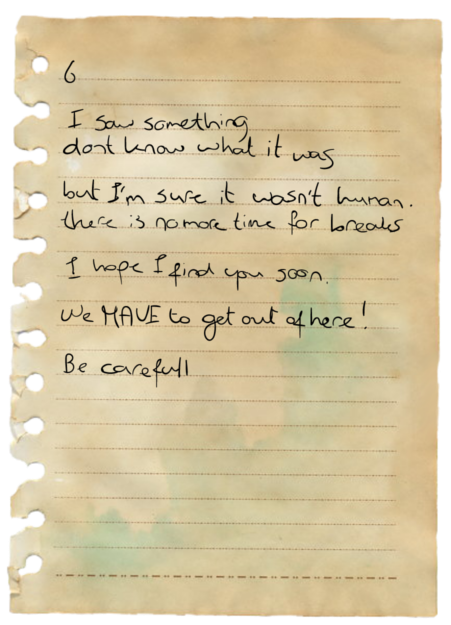 6
I saw something
dont know what it was
but I'm sure it wasn't human.
there is no more time for breaks
I hope I find you soon.
We HAVE to get out of here!
Be carefull